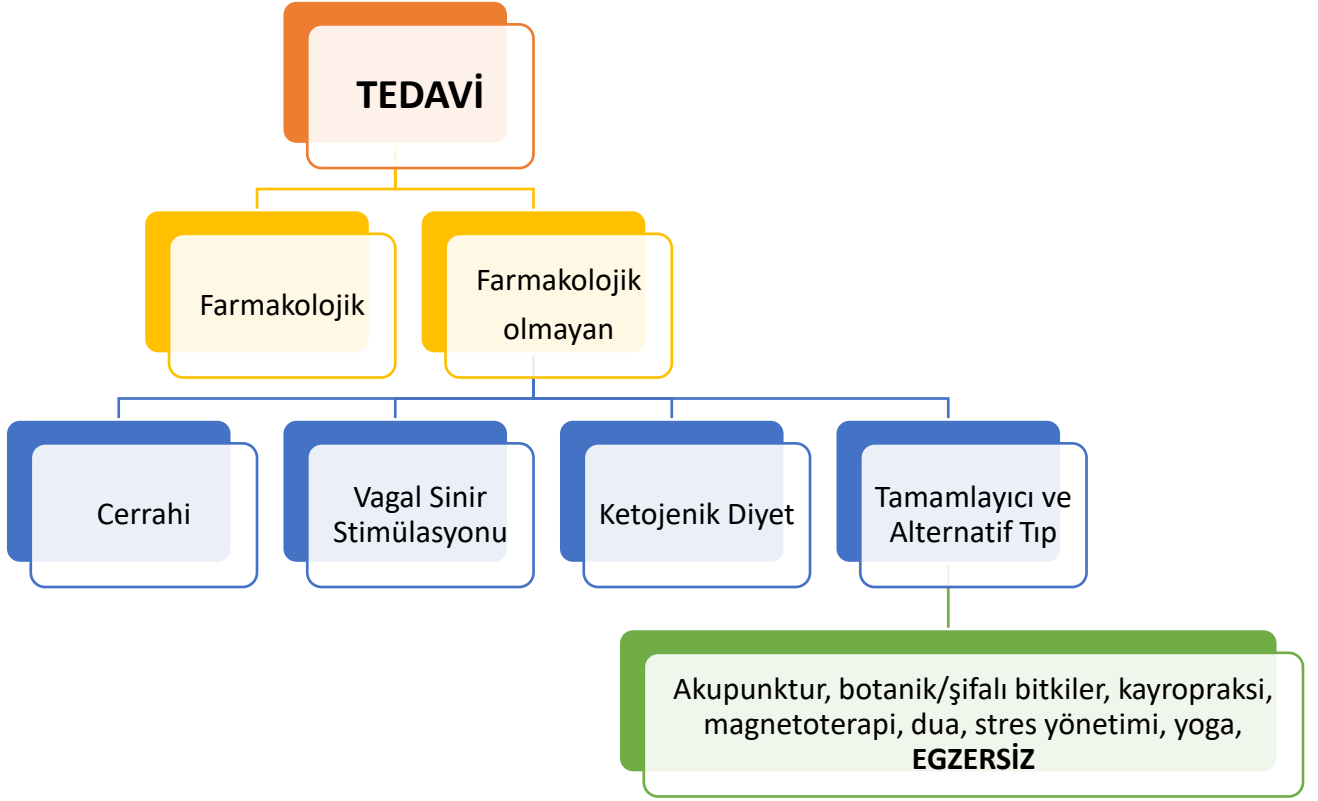 TEDAVİ
Farmakolojik
Farmakolojik
olmayan
Cerrahi
Vagal Sinir
Stimülasyonu
Ketojenik Diyet
Tamamlayıcı ve
Alternatif Tıp
Akupunktur, botanik/şifalı bitkiler, kayropraksi,
magnetoterapi, dua, stres yönetimi, yoga,
EGZERSİZ